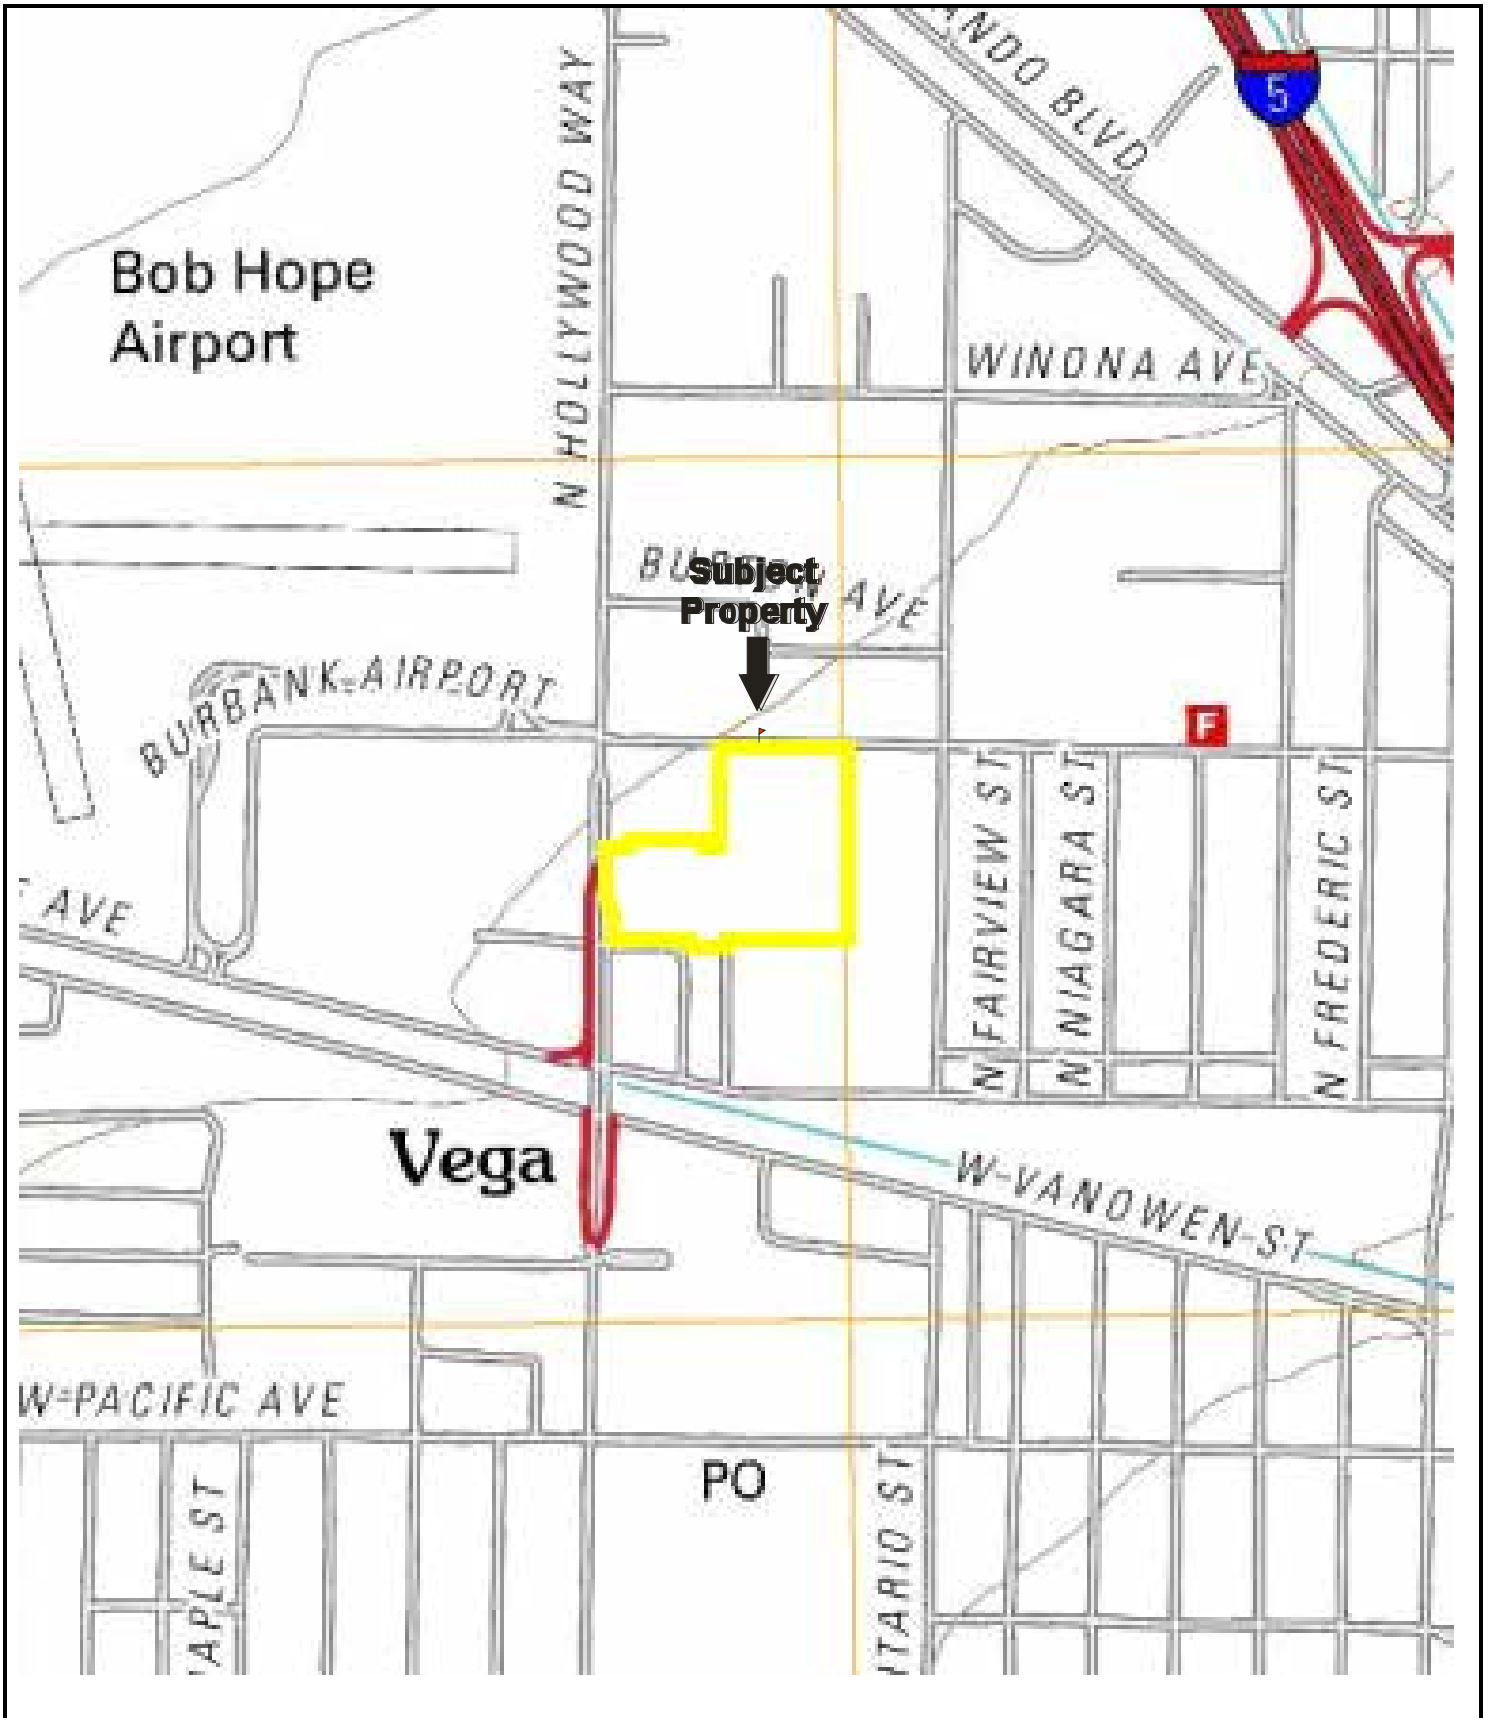 ANDO BLVD
5
N HOLLYWOOD WAY
Bob Hope
Airport
WINONA AVE
AVE
Subject
Property
BURBANK AIRPORT
F
AVE
N FAIRVIEW ST
N NIAGARA ST
N FREDERIC ST
Vega
W-VANOWEN-ST
W-PACIFIC AVE
PO
APLE ST
TARIO ST